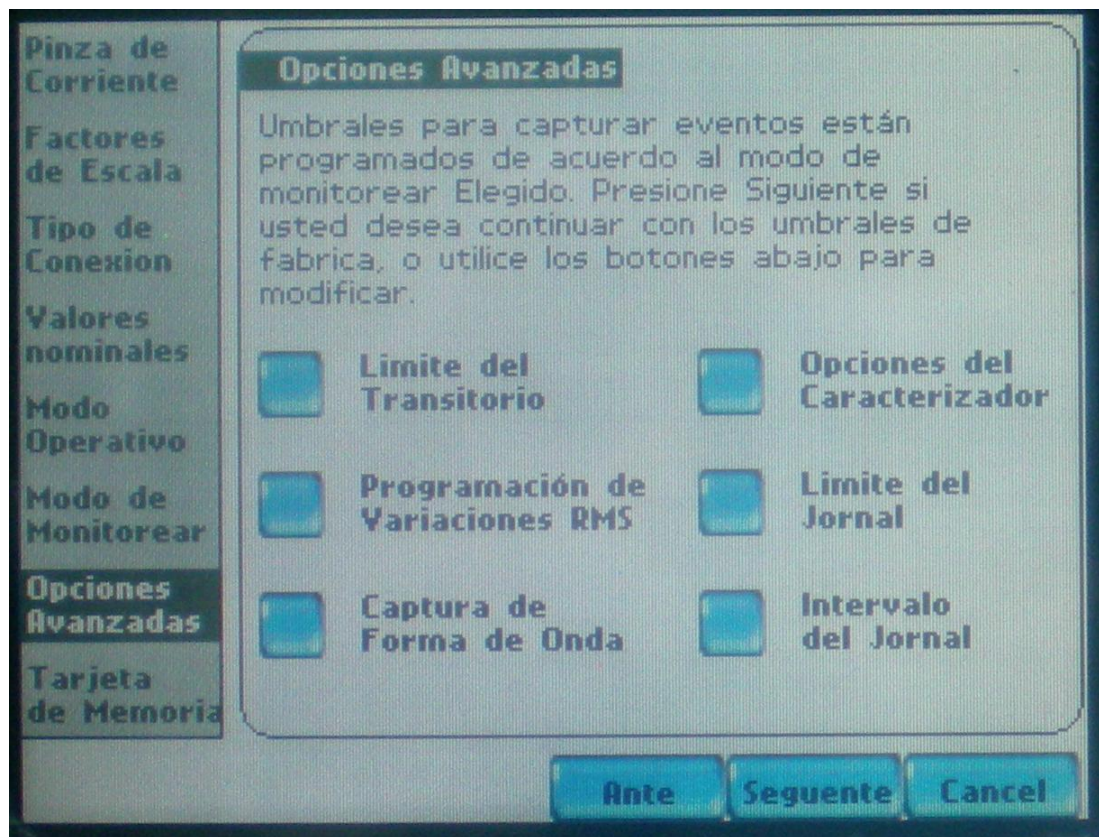 Pinza de
Corriente
Factores
de Escala
Tipo de
Conexion
Valores
nominales
Modo
Operativo
Modo de
Monitorear
Opciones
Avanzadas
Tarjeta
de Memoria
Opciones Avanzadas
Umbrales para capturar eventos están
programados de acuerdo al modo de
monitorear Elegido. Presione Siguiente si
usted desea continuar con los umbrales de
fabrica, o utilice los botones abajo para
modificar.
Limite del
Transitorio
Opciones del
Caracterizador
Programación de
Variaciones RMS
Limite del
Jornal
Captura de
Forma de Onda
Intervalo
del Jornal
Ante
Seguente
Cancel